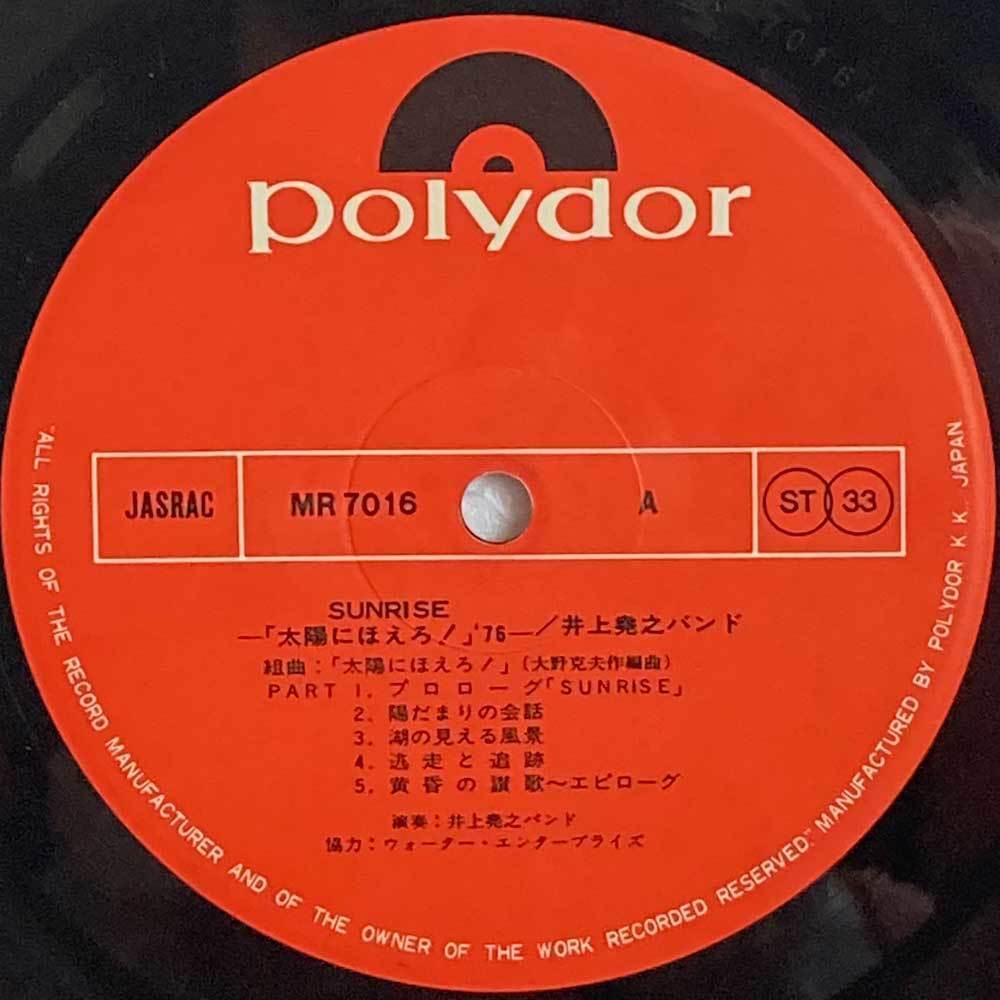 polydor
JASRAC
MR 7016
A
ST 33
SUNRISE
—「太陽にほえろ!」'76—／井上堯之バンド
組曲:「太陽にほえろ!」(大野克夫作編曲)
PART 1. プロローグ「SUNRISE」
2. 陽だまりの会話
3. 湖の見える風景
4. 逃走と追跡
5. 黄昏の讃歌〜エピローグ
演奏:井上堯之バンド
協力:ウォーター・エンタープライズ
"ALL RIGHTS OF THE RECORD MANUFACTURER AND OF THE OWNER OF THE WORK RECORDED RESERVED." MANUFACTURED BY POLYDOR K K. JAPAN